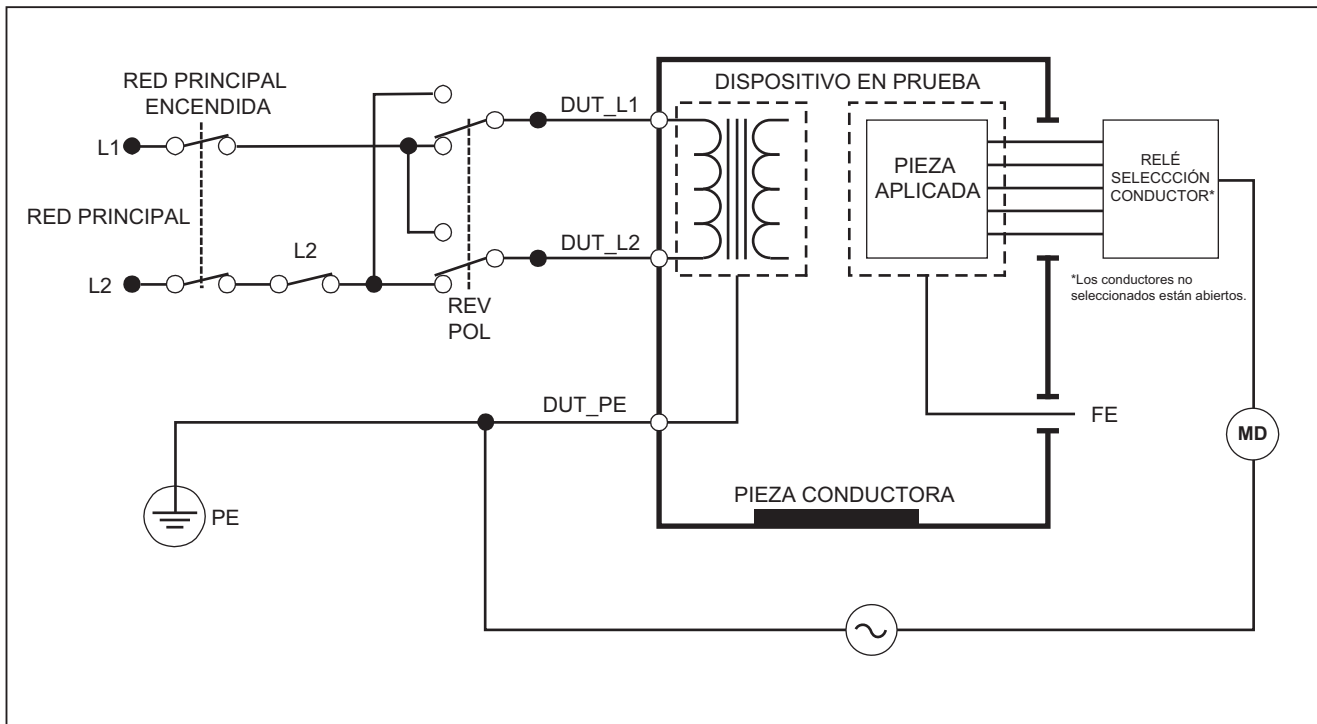 RED PRINCIPAL
ENCENDIDA
L1
RED PRINCIPAL
L2
L2
REV
POL
DUT_L1
DUT_L2
DUT_PE
PE
DISPOSITIVO EN PRUEBA
PIEZA
APLICADA
RELÉ
SELECCCIÓN
CONDUCTOR*
*Los conductores no
seleccionados están abiertos.
FE
MD
PIEZA CONDUCTORA